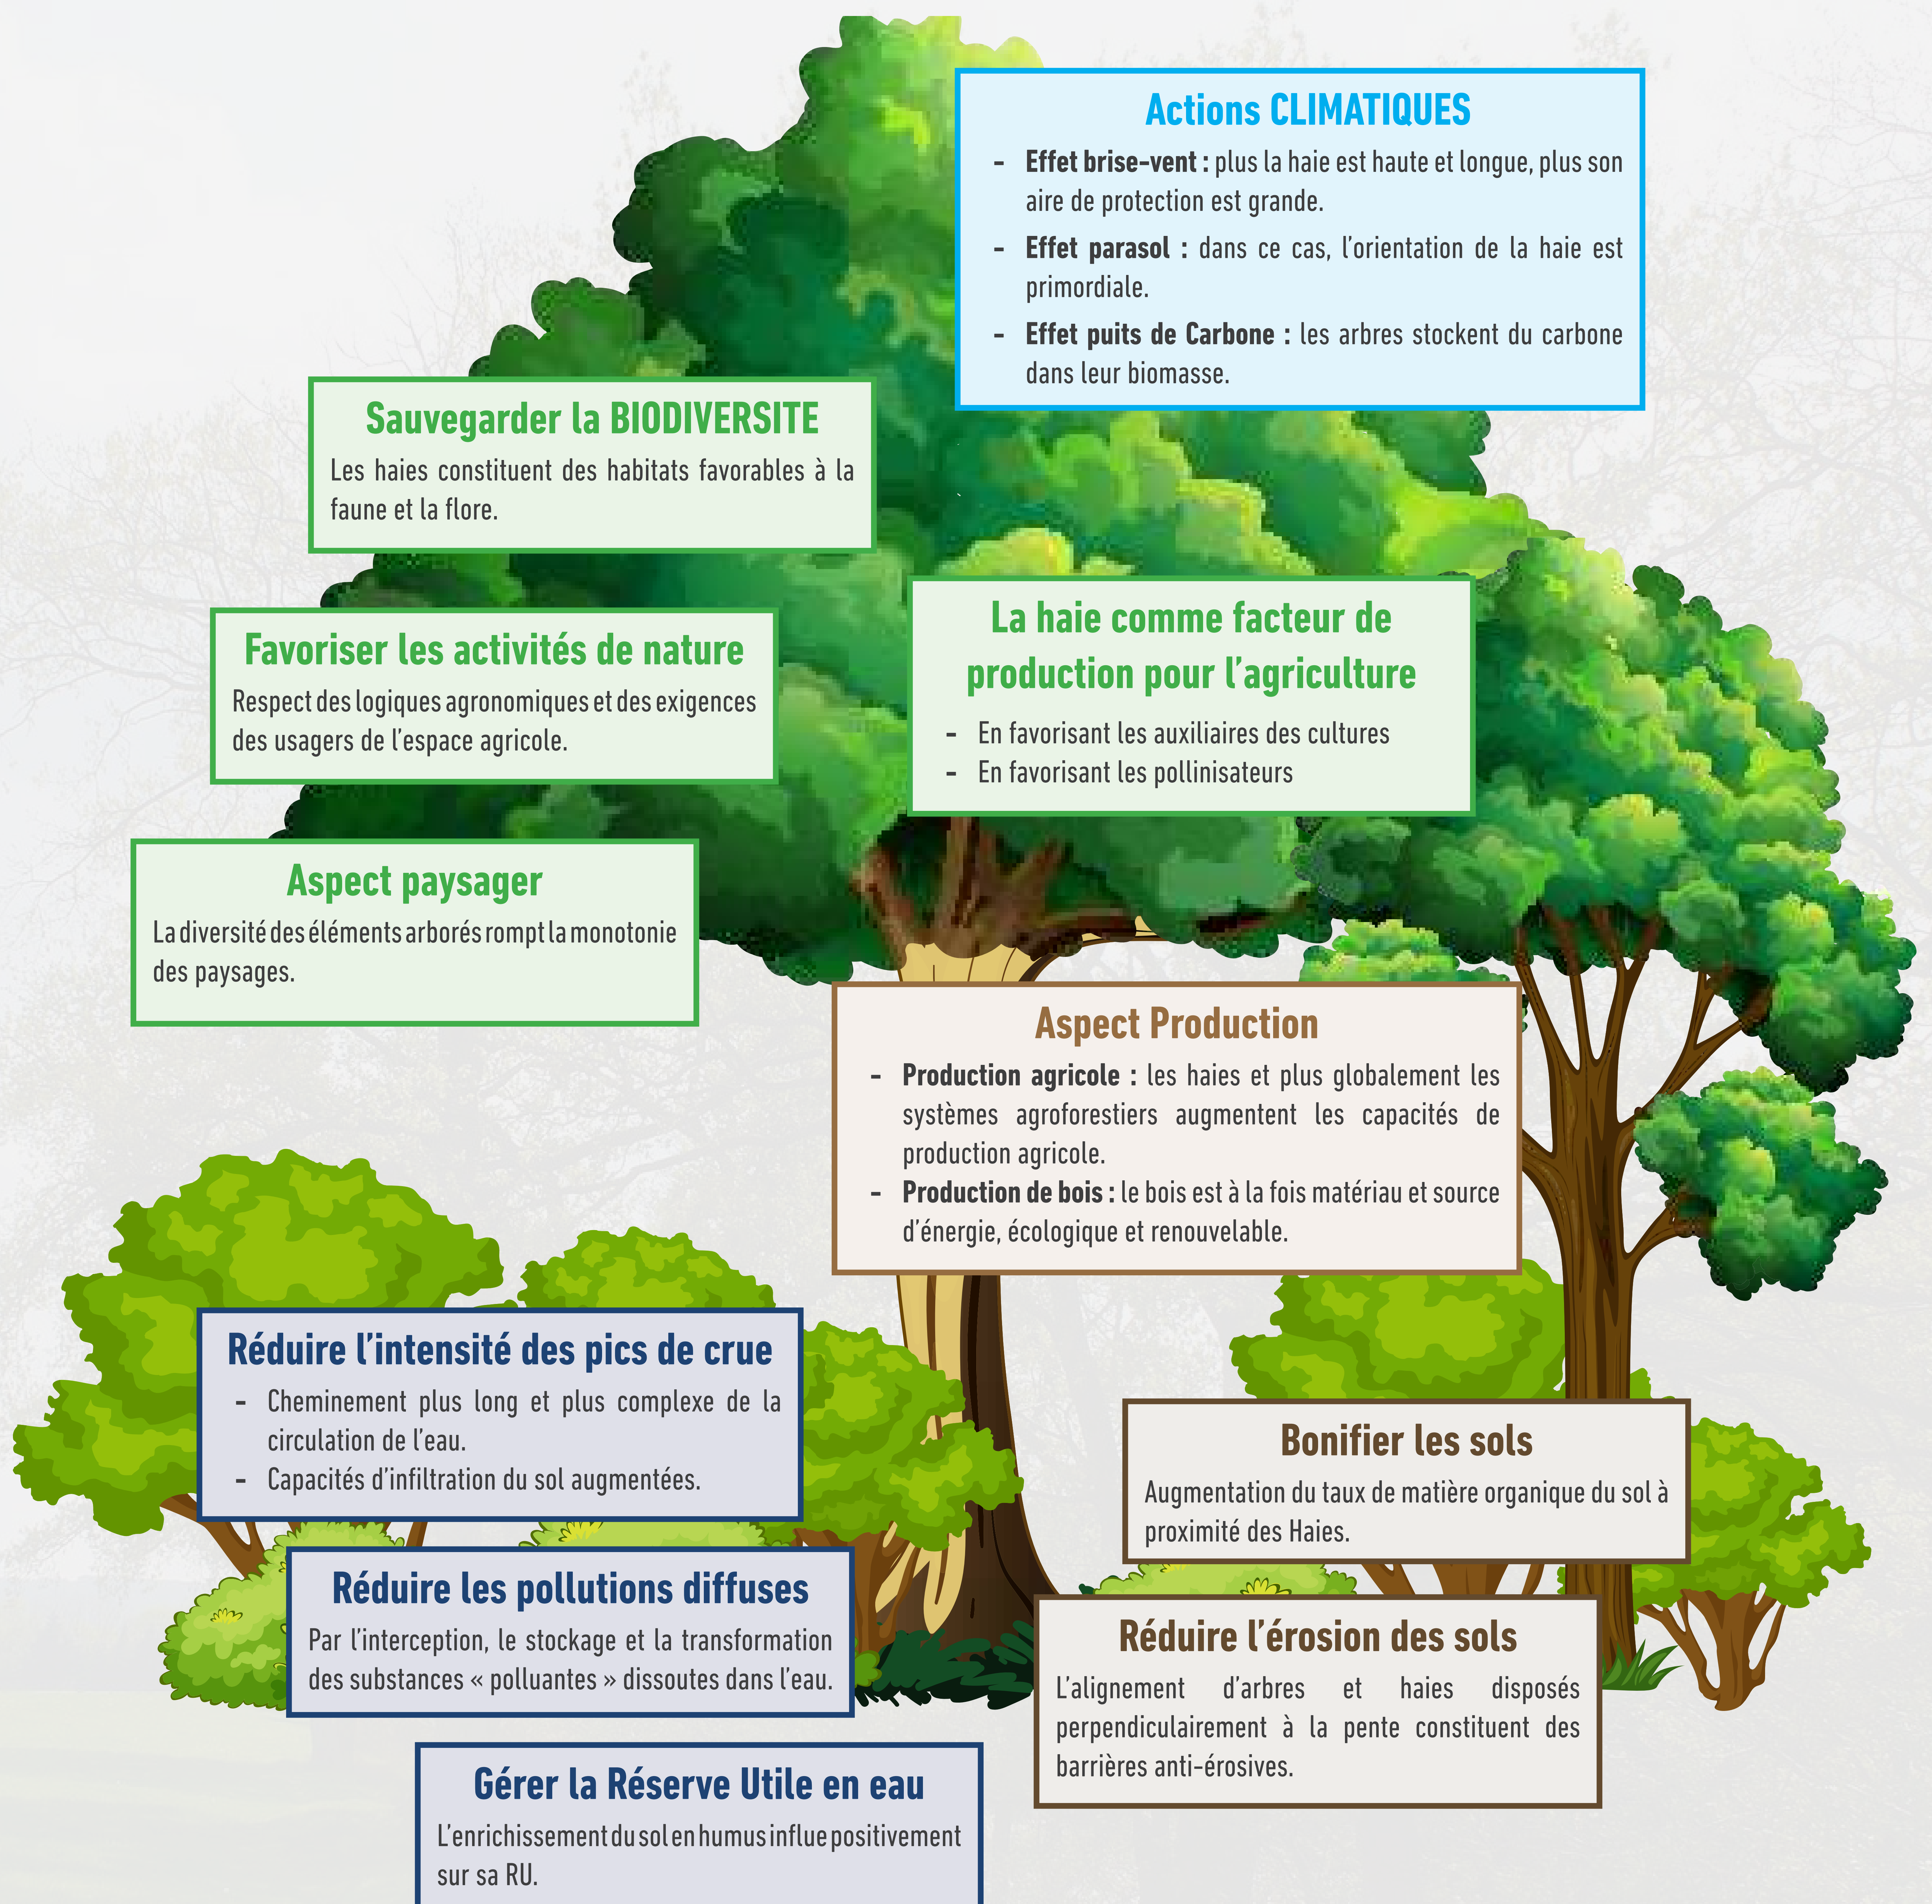 Actions CLIMATIQUES
- Effet brise-vent : plus la haie est haute et longue, plus son
aire de protection est grande.
- Effet parasol : dans ce cas, l'orientation de la haie est
primordiale.
- Effet puits de Carbone : les arbres stockent du carbone
dans leur biomasse.
Sauvegarder la BIODIVERSITE
Les haies constituent des habitats favorables à la
faune et la flore.
Favoriser les activités de nature
Respect des logiques agronomiques et des exigences
des usagers de l'espace agricole.
La haie comme facteur de
production pour l'agriculture
- En favorisant les auxiliaires des cultures
- En favorisant les pollinisateurs
Aspect paysager
La diversité des éléments arborés rompt la monotonie
des paysages.
Aspect Production
- Production agricole : les haies et plus globalement les
systèmes agroforestiers augmentent les capacités de
production agricole.
- Production de bois : le bois est à la fois matériau et source
d'énergie, écologique et renouvelable.
Réduire l'intensité des pics de crue
- Cheminement plus long et plus complexe de la
circulation de l'eau.
- Capacités d'infiltration du sol augmentées.
Bonifier les sols
Augmentation du taux de matière organique du sol à
proximité des Haies.
Réduire les pollutions diffuses
Par l'interception, le stockage et la transformation
des substances « polluantes » dissoutes dans l'eau.
Réduire l'érosion des sols
L'alignement d'arbres et haies disposés
perpendiculairement à la pente constituent des
barrières anti-érosives.
Gérer la Réserve Utile en eau
L'enrichissement du sol en humus influe positivement
sur sa RU.